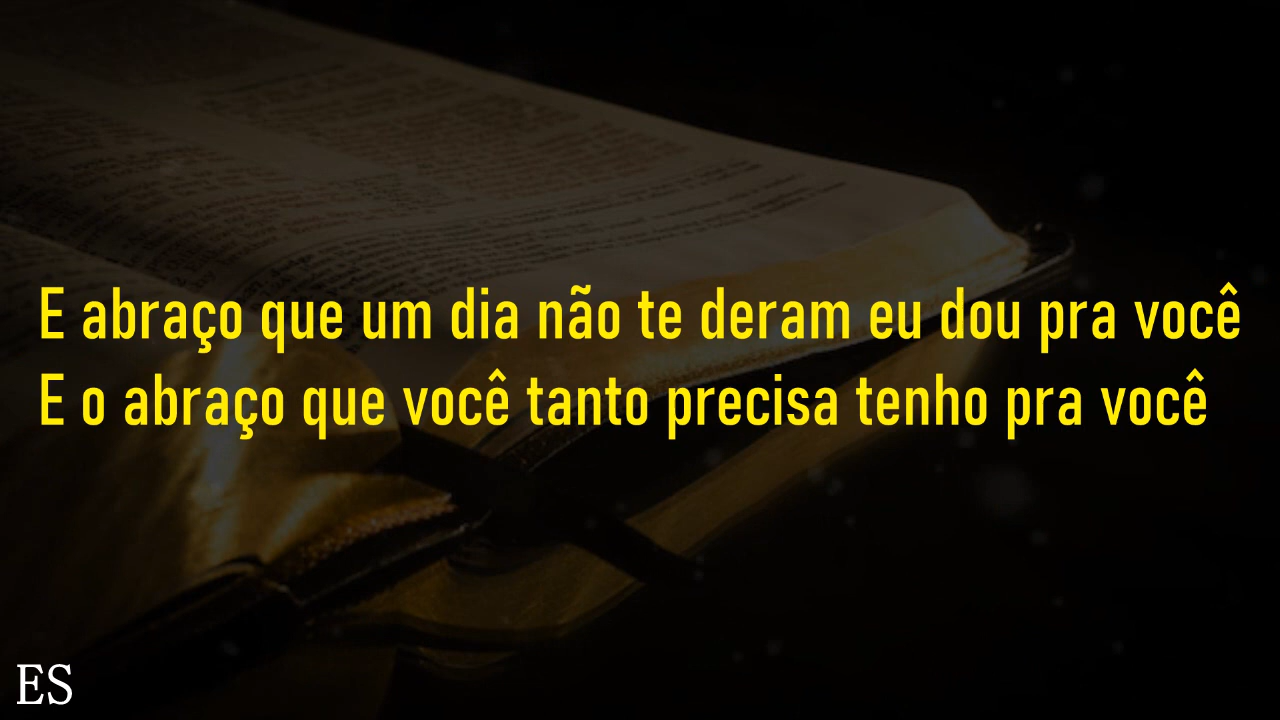 E abraço que um dia não te deram eu dou pra você
E o abraço que você tanto precisa tenho pra você
ES